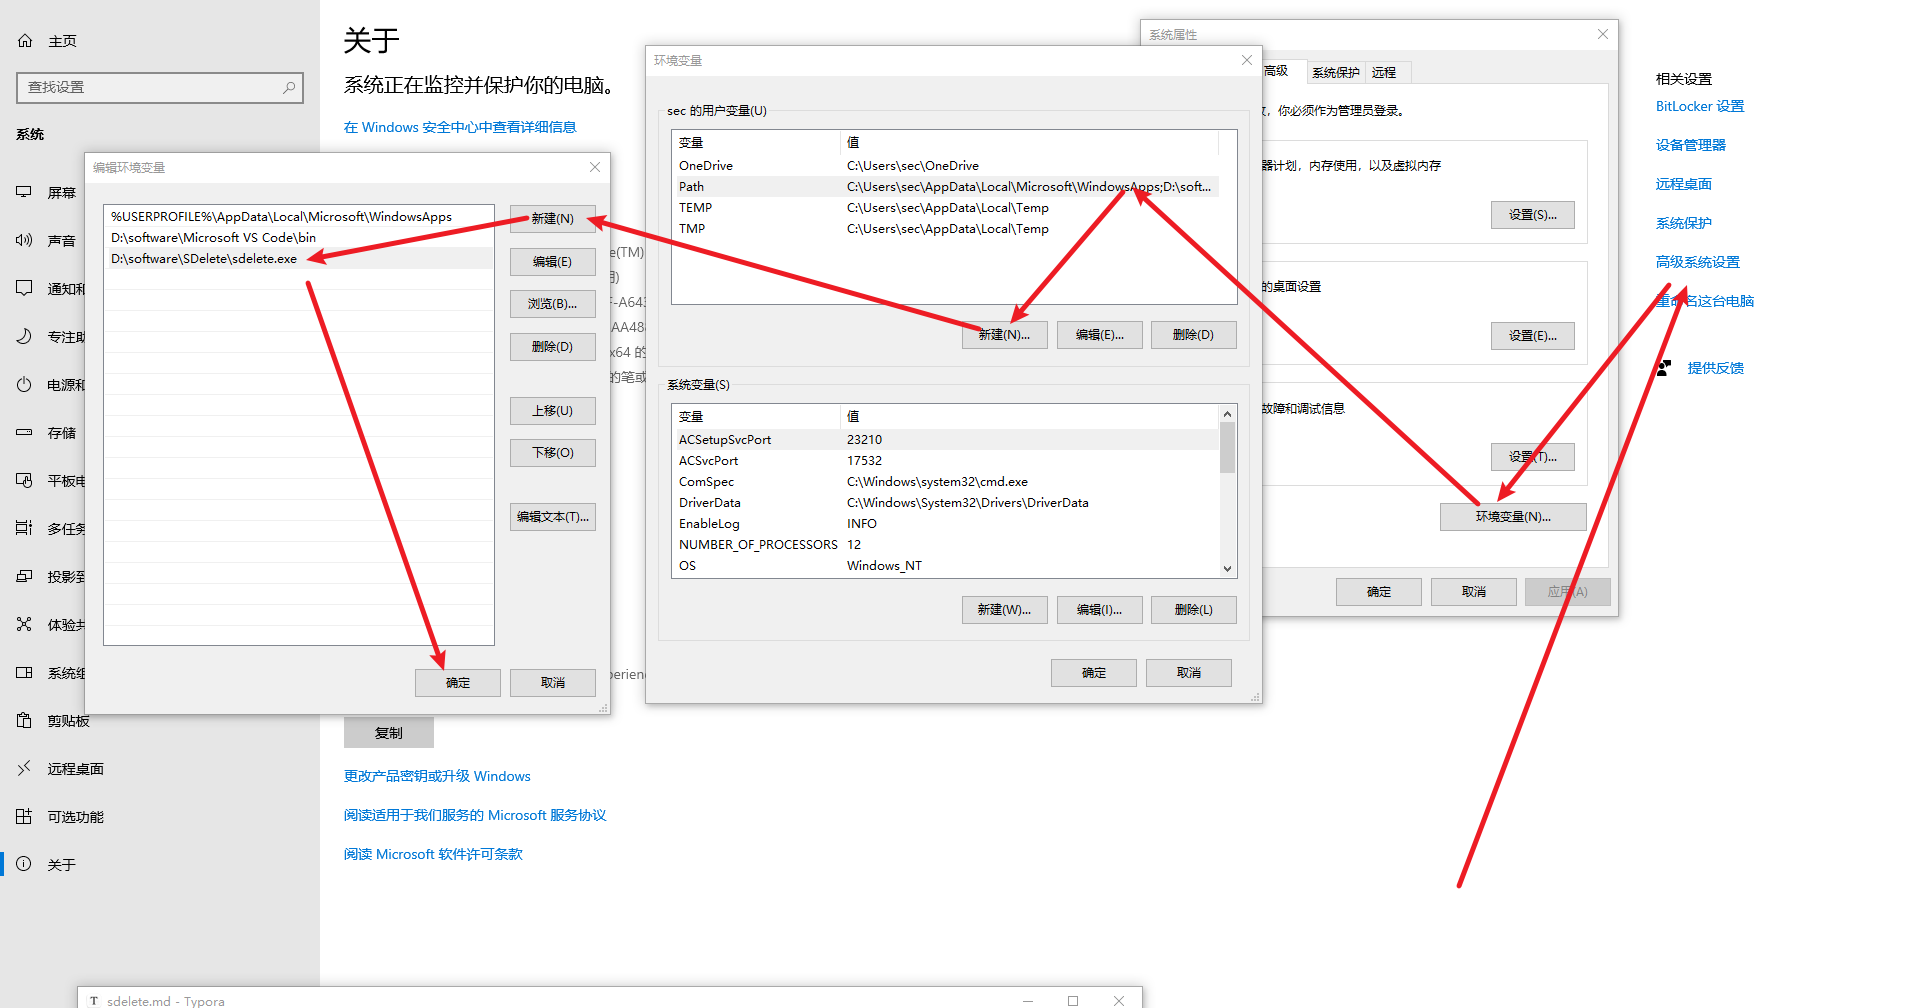 主页
查找设置
系统
屏幕
声音
通知和
专注助
电源和
存储
平板电
多任务
投影到
体验共
系统组
剪贴板
远程桌面
可选功能
关于
关于
系统正在监控并保护你的电脑。
在 Windows 安全中心中查看详细信息
e(TM)
F-A643
AA48
x64 的
的笔或
perien
复制
更改产品密钥或升级 Windows
阅读适用于我们服务的 Microsoft 服务协议
阅读 Microsoft 软件许可条款
编辑环境变量
%USERPROFILE%\AppData\Local\Microsoft\WindowsApps
D:\software\Microsoft VS Code\bin
D:\software\SDelete\sdelete.exe
新建(N)
编辑(E)
浏览(B)...
删除(D)
上移(U)
下移(O)
编辑文本(T)...
确定
取消
环境变量
sec 的用户变量(U)
变量 值
OneDrive C:\Users\sec\OneDrive
Path C:\Users\sec\AppData\Local\Microsoft\WindowsApps;D:\soft...
TEMP C:\Users\sec\AppData\Local\Temp
TMP C:\Users\sec\AppData\Local\Temp
新建(N)... 编辑(E)... 删除(D)
系统变量(S)
变量 值
ACSetupSvcPort 23210
ACSvcPort 17532
ComSpec C:\Windows\system32\cmd.exe
DriverData C:\Windows\System32\Drivers\DriverData
EnableLog INFO
NUMBER_OF_PROCESSORS 12
OS Windows_NT
新建(W)... 编辑(I)... 删除(L)
确定 取消
系统属性
高级 系统保护 远程
，你必须作为管理员登录。
器计划，内存使用，以及虚拟内存
设置(S)...
的桌面设置
设置(E)...
故障和调试信息
设置(T)...
环境变量(N)...
确定 取消 应用(A)
相关设置
BitLocker 设置
设备管理器
远程桌面
系统保护
高级系统设置
重命名这台电脑
提供反馈
T sdelete.md - Typora